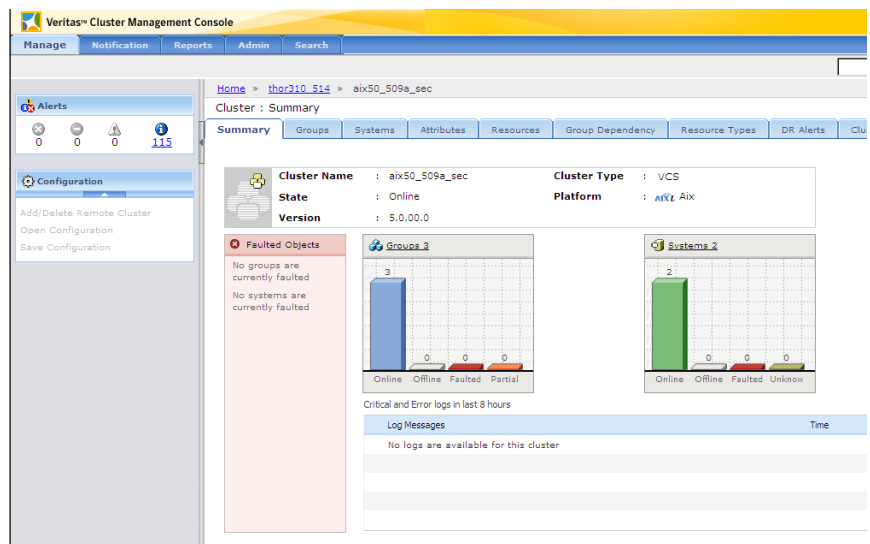 Veritas™ Cluster Management Console
Manage Notification Reports Admin Search
Home » thor310_514 » aix50_509a_sec
Alerts
0 0 0 115
Configuration
Add/Delete Remote Cluster
Open Configuration
Save Configuration
Cluster : Summary
Summary Groups Systems Attributes Resources Group Dependency Resource Types DR Alerts Clu
Cluster Name : aix50_509a_sec Cluster Type : VCS
State : Online Platform : AIX Aix
Version : 5.0.00.0
Faulted Objects
No groups are
currently faulted
No systems are
currently faulted
Groups 3
3
0 0 0
Online Offline Faulted Partial
Systems 2
2
0 0 0
Online Offline Faulted Unknow
Critical and Error logs in last 8 hours
Log Messages Time
No logs are available for this cluster